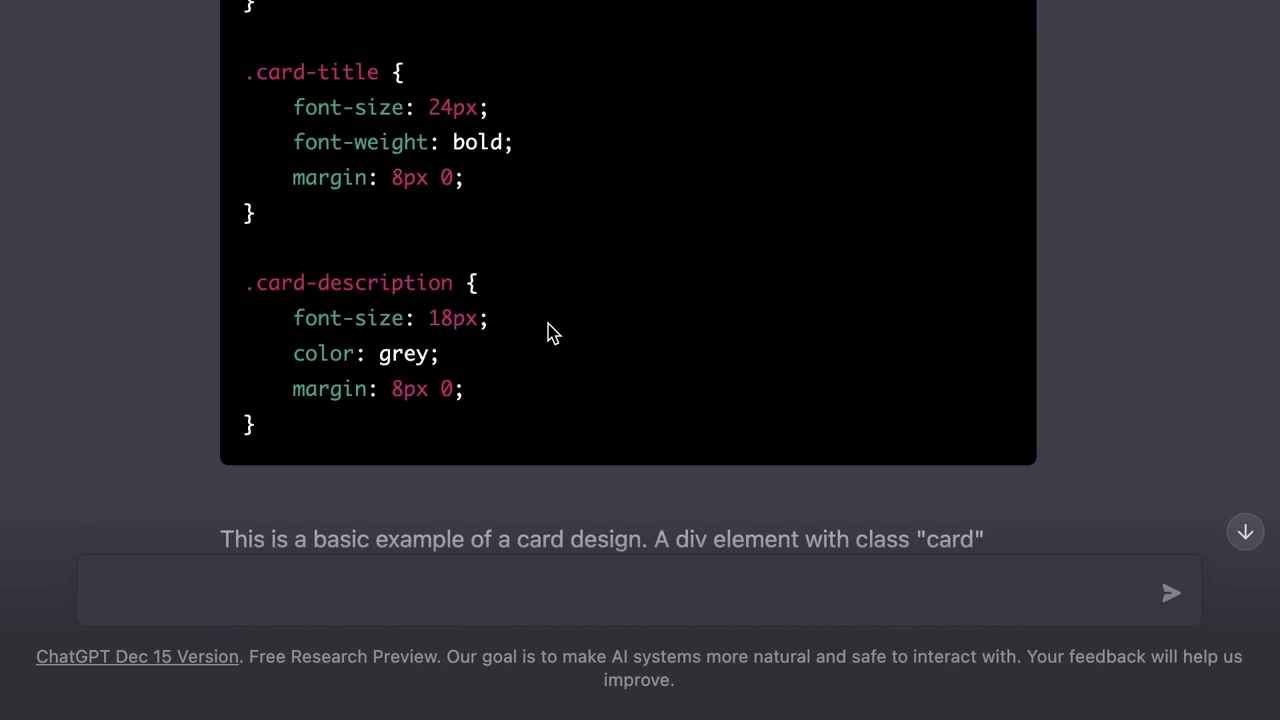 }
.card-title {
font-size: 24px;
font-weight: bold;
margin: 8px 0;
}
.card-description {
font-size: 18px;
color: grey;
margin: 8px 0;
}
This is a basic example of a card design. A div element with class "card"
ChatGPT Dec 15 Version. Free Research Preview. Our goal is to make AI systems more natural and safe to interact with. Your feedback will help us
improve.